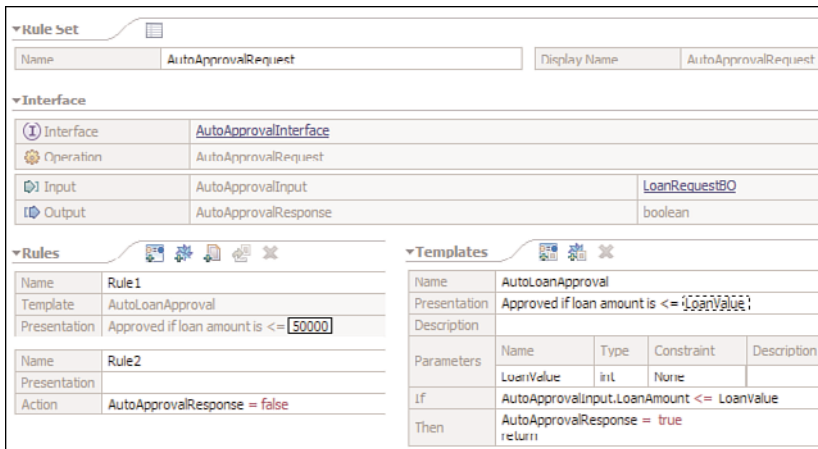 Rule Set
Name AutoApprovalRequest Display Name AutoApprovalRequest
Interface
Interface AutoApprovalInterface
Operation AutoApprovalRequest
Input AutoApprovalInput LoanRequestBO
Output AutoApprovalResponse boolean
Rules
Name Rule1
Template AutoLoanApproval
Presentation Approved if loan amount is <= 50000
Name Rule2
Presentation
Action AutoApprovalResponse = false
Templates
Name AutoLoanApproval
Presentation Approved if loan amount is <= LoanValue
Description
Parameters Name Type Constraint Description
LoanValue int None
If AutoApprovalInput.LoanAmount <= LoanValue
Then AutoApprovalResponse = true
return